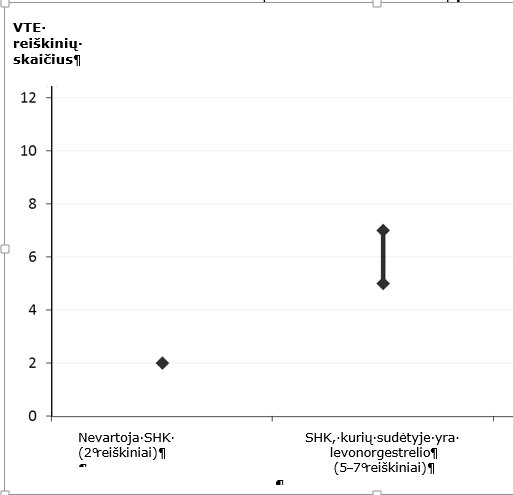 VTE·
reiškinių·
skaičius¶
12
10
8
6
4
2
0
Nevartoja·SHK·
(2°reiškiniai)¶
¶
SHK,·kurių·sudėtyje·yra·
levonorgestrelio¶
(5–7°reiškiniai)¶
¶